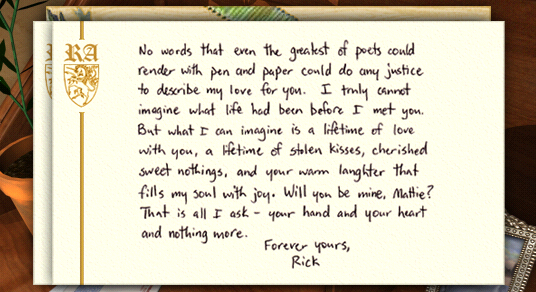 RA
No words that even the greatest of poets could
render with pen and paper could do any justice
to describe my love for you. I truly cannot
imagine what life had been before I met you.
But what I can imagine is a lifetime of love
with you, a lifetime of stolen kisses, cherished
sweet nothings, and your warm laughter that
fills my soul with joy. Will you be mine, Mattie?
That is all I ask - your hand and your heart
and nothing more.
Forever yours,
Rick